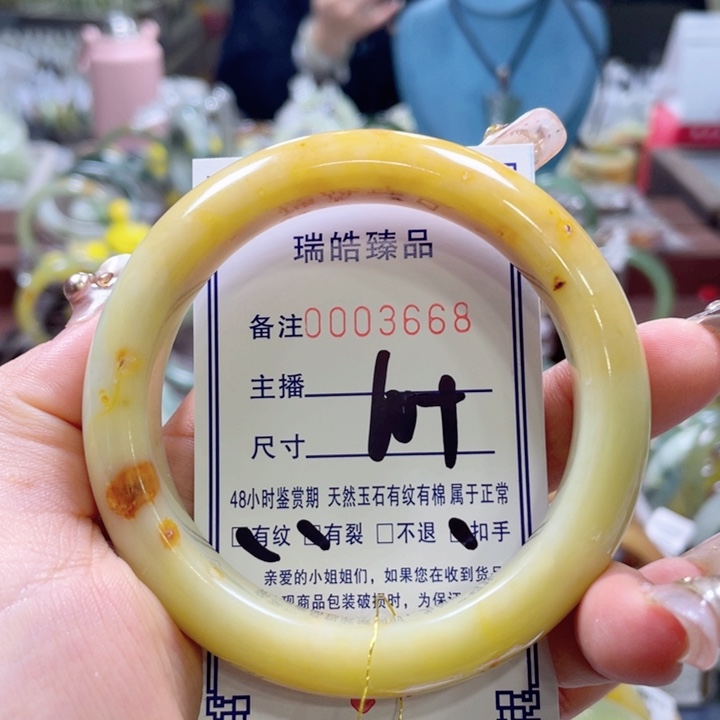 瑞皓臻品
备注0003668
主播
尺寸
48小时鉴赏期 天然玉石有纹有棉属于正常
□有纹 □有裂 □不退 □扣手
亲爱的小姐姐们，如果您在收到货品
现商品包装破损时，为保证